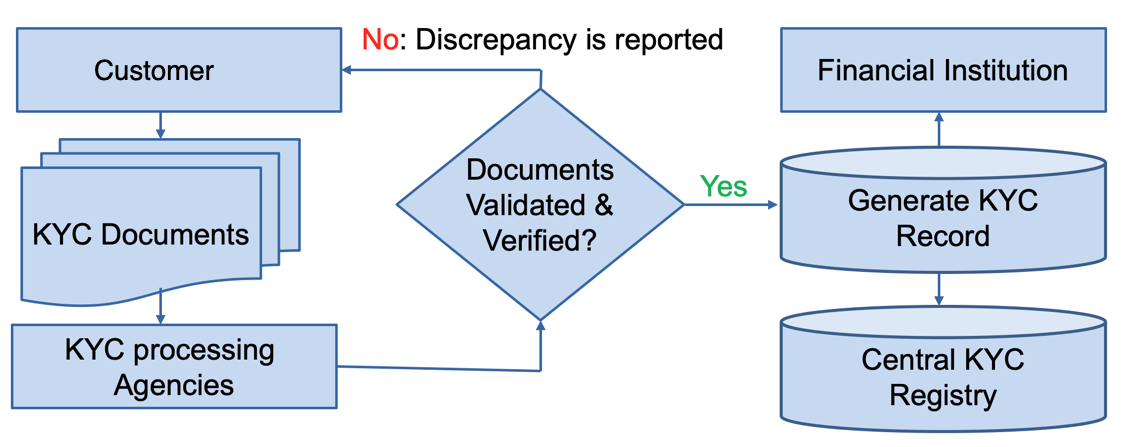 Customer
KYC Documents
KYC processing
Agencies
No: Discrepancy is reported
Documents
Validated &
Verified?
Yes
Financial Institution
Generate KYC
Record
Central KYC
Registry